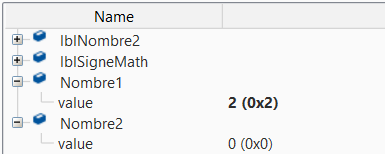 Name
lblNombre2
lblSigneMath
Nombre1
value 2 (0x2)
Nombre2
value 0 (0x0)